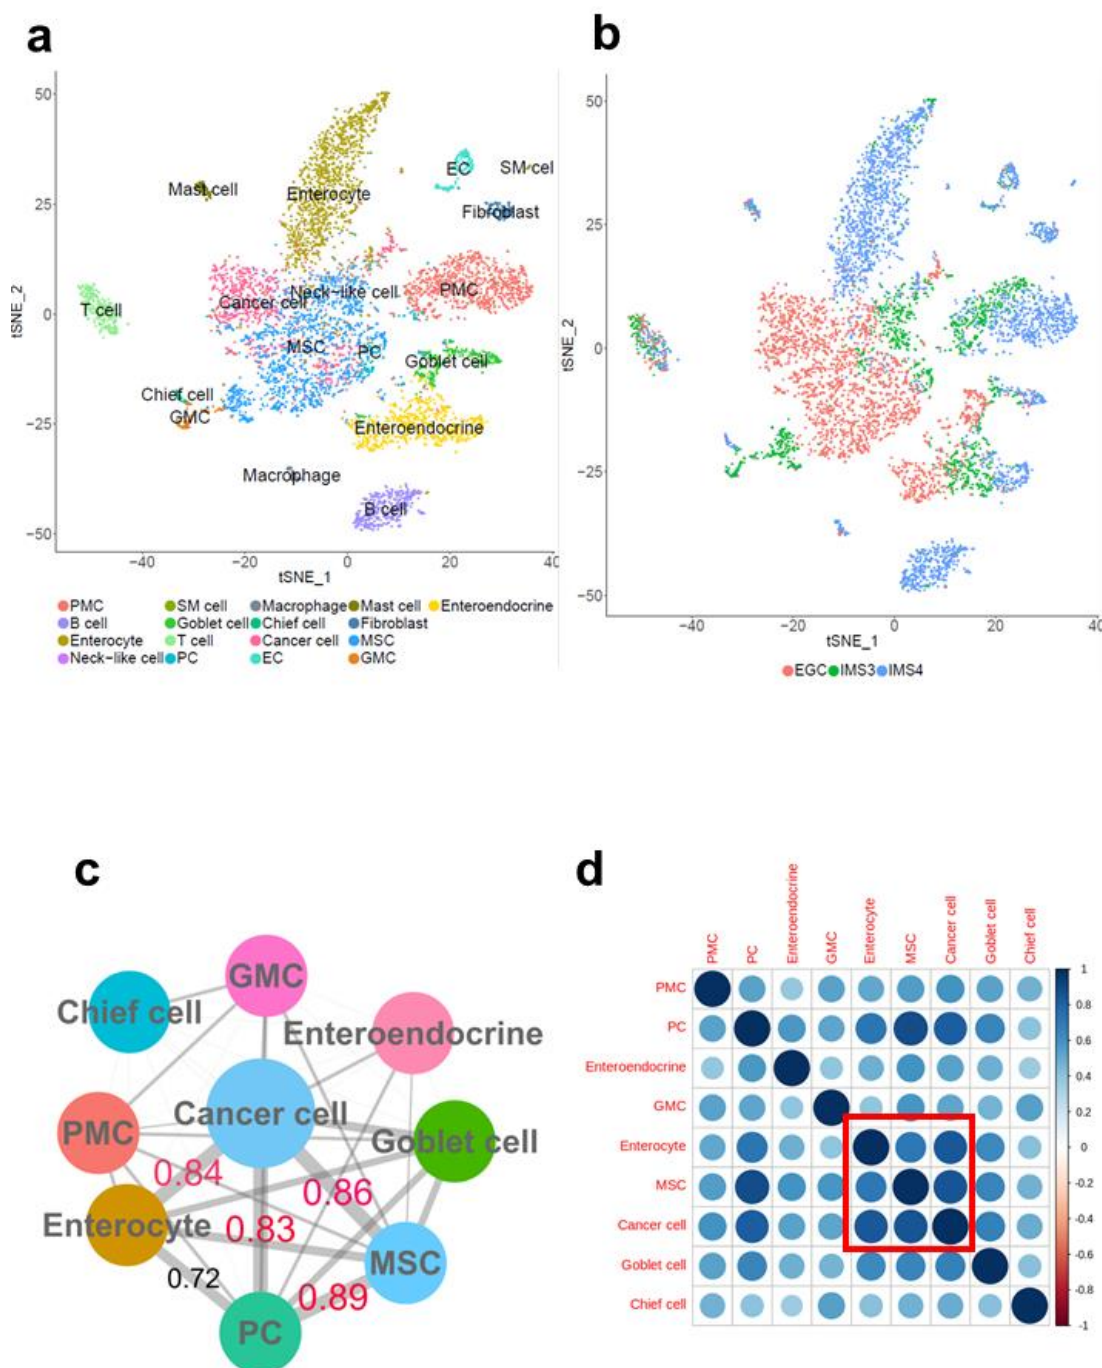 a
b
50
25
0
−25
−50
tSNE_2
−40
−20
0
20
40
tSNE_1
Mast cell
Enterocyte
EC
SM cel
Fibroblast
T cell
Cancer cell
Neck−like cell
PMC
MSC
PC
Goblet cell
Chief cell
GMC
Enteroendocrine
Macrophage
B cell
PMC SM cell Macrophage Mast cell Enteroendocrine
B cell Goblet cell Chief cell Fibroblast
Enterocyte T cell Cancer cell MSC
Neck−like cell PC EC GMC
50
25
0
−25
−50
tSNE_2
−40
−20
0
20
40
tSNE_1
EGC IMS3 IMS4
c
GMC
Chief cell
Enteroendocrine
Cancer cell
PMC
Goblet cell
0.84
0.86
Enterocyte
0.83
MSC
0.72
0.89
PC
d
PMC
PC
Enteroendocrine
GMC
Enterocyte
MSC
Cancer cell
Goblet cell
Chief cell
PMC
PC
Enteroendocrine
GMC
Enterocyte
MSC
Cancer cell
Goblet cell
Chief cell
1
0.8
0.6
0.4
0.2
0
−0.2
−0.4
−0.6
−0.8
−1